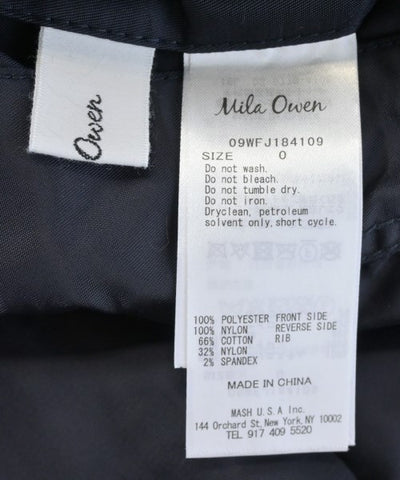 Owen
Mila Owen
09WFJ184109
SIZE 0
Do not wash.
Do not bleach.
Do not tumble dry.
Do not iron.
Dryclean, petroleum
solvent only, short cycle.
100% POLYESTER FRONT SIDE
100% NYLON REVERSE SIDE
66% COTTON RIB
32% NYLON
2% SPANDEX
MADE IN CHINA
MASH U.S.A Inc.
144 Orchard St, New York, NY 10002
TEL 917 409 5520